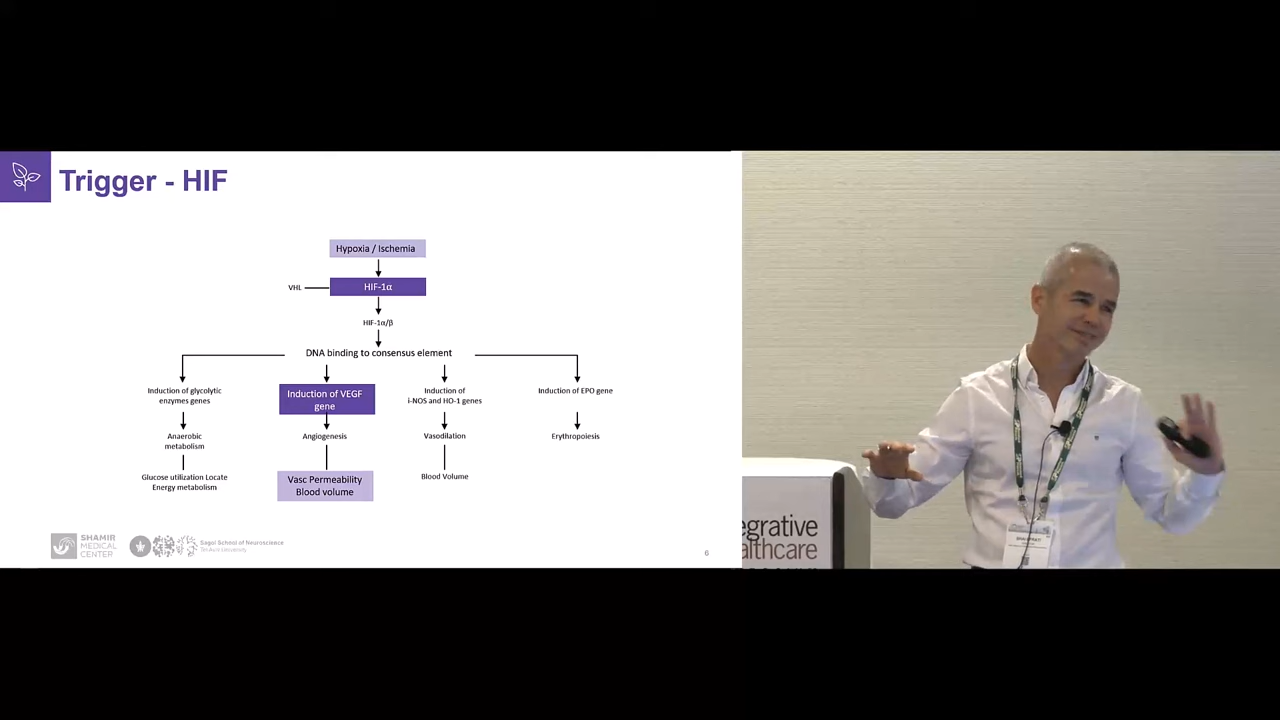 Trigger - HIF
Hypoxia / Ischemia
VHL
HIF-1α
HIF-1α/β
DNA binding to consensus element
Induction of glycolytic
enzymes genes
Anaerobic
metabolism
Glucose utilization Locate
Energy metabolism
Induction of VEGF
gene
Angiogenesis
Vasc Permeability
Blood volume
Induction of
i-NOS and HO-1 genes
Vasodilation
Blood Volume
Induction of EPO gene
Erythropoiesis
SHAMIR
MEDICAL
CENTER
Sagol School of Neuroscience
Tel Aviv University
6
egrative
althcare